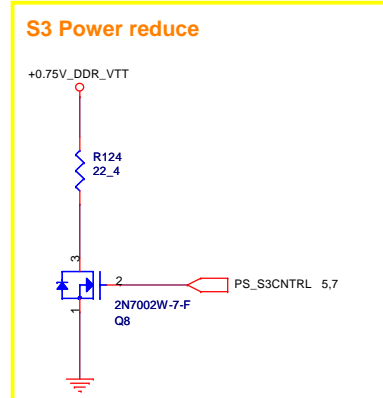 S3 Power reduce
+0.75V_DDR_VTT
R124
22_4
3
2
PS_S3CNTRL 5,7
1
2N7002W-7-F
Q8